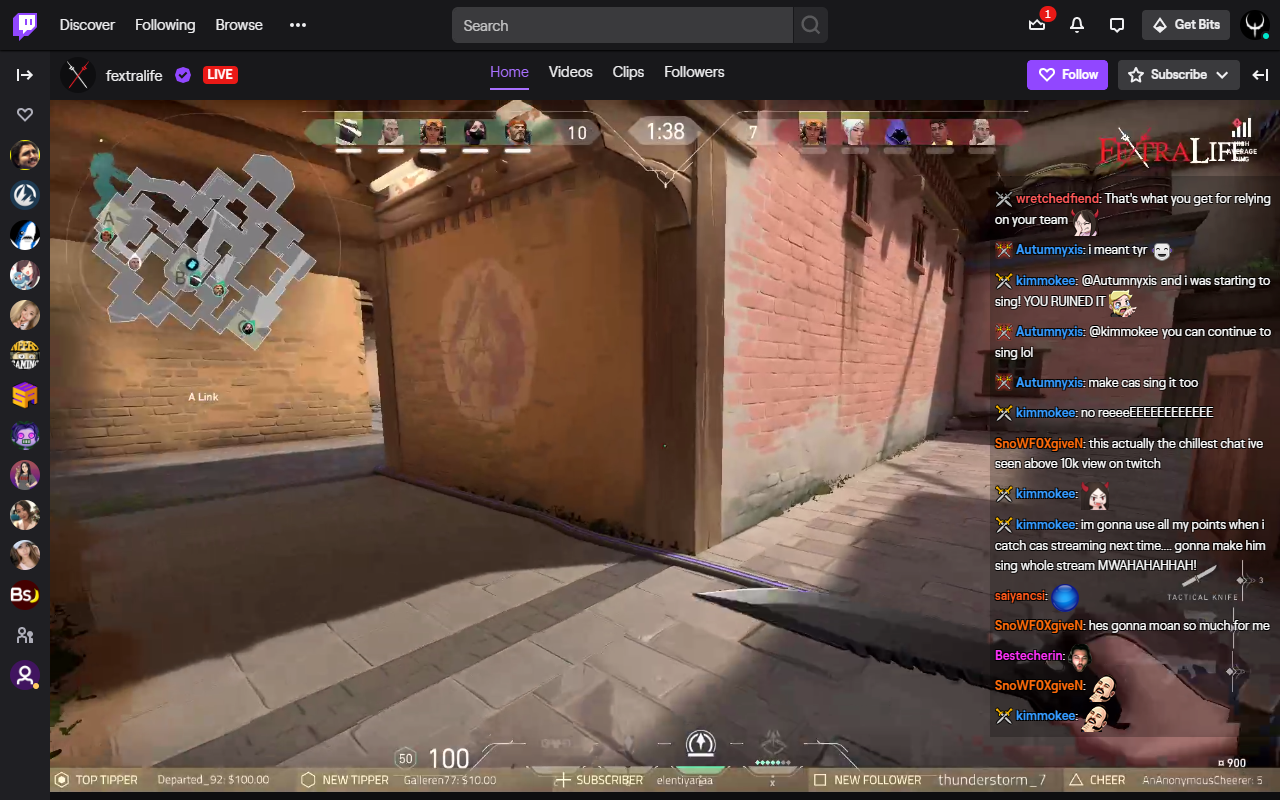 Discover
Following
Browse
Search
1
Get Bits
fextralife
LIVE
Home
Videos
Clips
Followers
Follow
Subscribe
10
1:38
7
FEXTRALIFE
A
B
C
A Link
wretchedfiend: That's what you get for relying
on your team
Autumnyxis: i meant tyr
kimmokee: @Autumnyxis and i was starting to
sing! YOU RUINED IT
Autumnyxis: @kimmokee you can continue to
sing lol
Autumnyxis: make cas sing it too
kimmokee: no reeeeEEEEEEEEEEEE
SnoWF0XgiveN: this actually the chillest chat ive
seen above 10k view on twitch
kimmokee:
kimmokee: im gonna use all my points when i
catch cas streaming next time.... gonna make him
sing whole stream MWAHAHAHHAH!
3
TACTICAL KNIFE
saiyancsi:
SnoWF0XgiveN: hes gonna moan so much for me
Bestecherin:
SnoWF0XgiveN:
kimmokee:
Bs
50
100
¤ 900
TOP TIPPER
Departed_92: $100.00
NEW TIPPER
Galleren77: $10.00
SUBSCRIBER
elentiyanaa
NEW FOLLOWER
thunderstorm_7
CHEER
AnAnonymousCheerer: 5